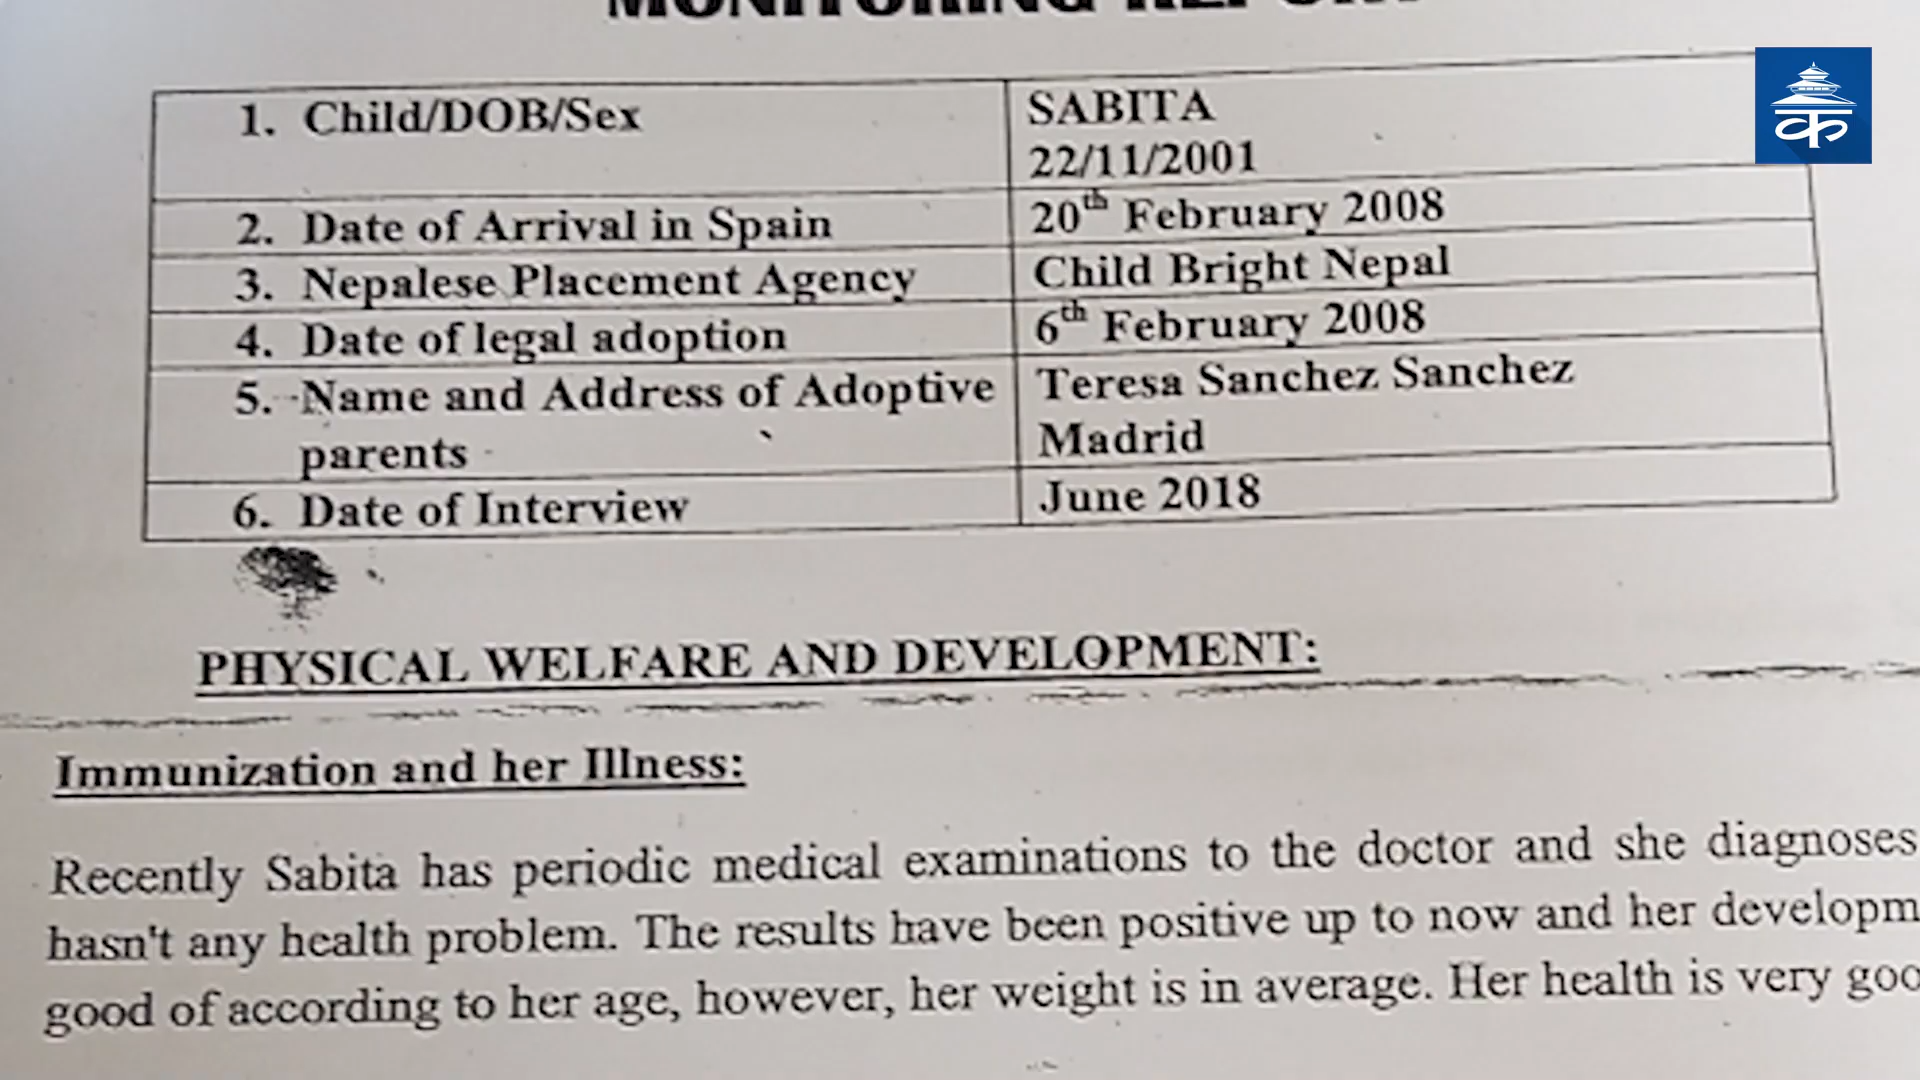 MONITORING REPORT
1. Child/DOB/Sex
SABITA
22/11/2001
2. Date of Arrival in Spain
20th February 2008
3. Nepalese Placement Agency
Child Bright Nepal
4. Date of legal adoption
6th February 2008
5. Name and Address of Adoptive
parents
Teresa Sanchez Sanchez
Madrid
6. Date of Interview
June 2018
PHYSICAL WELFARE AND DEVELOPMENT:
Immunization and her Illness:
Recently Sabita has periodic medical examinations to the doctor and she diagnoses
hasn't any health problem. The results have been positive up to now and her developm
good of according to her age, however, her weight is in average. Her health is very goo
क